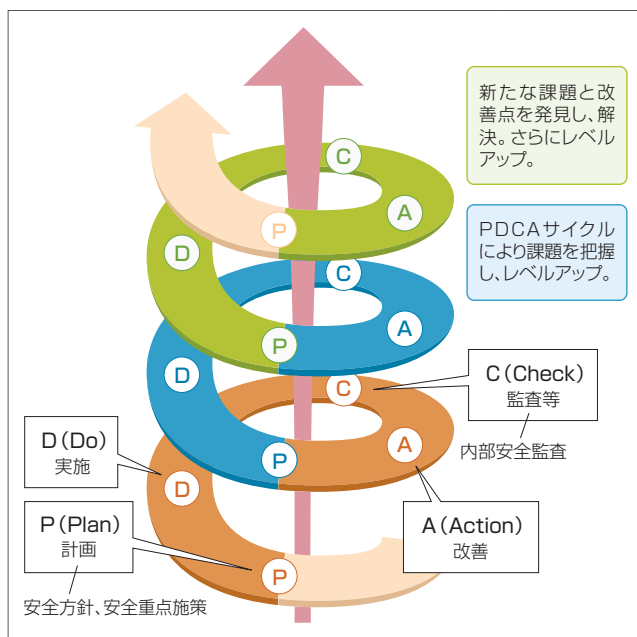 新たな課題と改
善点を発見し、解
決。さらにレベル
アップ。
PDCAサイクル
により課題を把握
し、レベルアップ。
C
A
P
D
C
A
P
D
C
A
P
D
P
C(Check)
監査等
内部安全監査
D(Do)
実施
A(Action)
改善
P(Plan)
計画
安全方針、安全重点施策